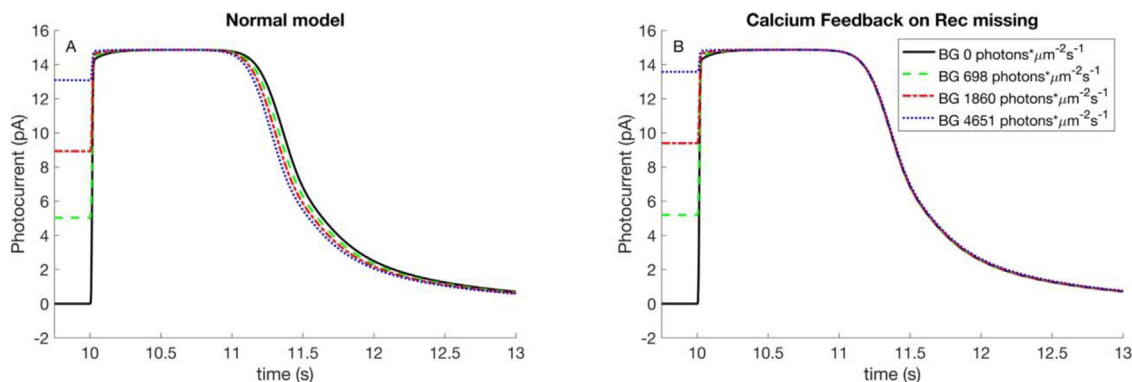 Normal model
A
16
14
12
10
8
6
4
2
0
-2
Photocurrent (pA)
10 10.5 11 11.5 12 12.5 13
time (s)
Calcium Feedback on Rec missing
B
BG 0 photons*μm⁻²s⁻¹
BG 698 photons*μm⁻²s⁻¹
BG 1860 photons*μm⁻²s⁻¹
BG 4651 photons*μm⁻²s⁻¹
16
14
12
10
8
6
4
2
0
-2
Photocurrent (pA)
10 10.5 11 11.5 12 12.5 13
time (s)